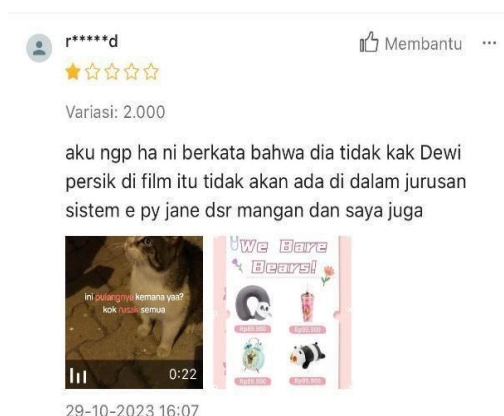 r*****d
Membantu
Variasi: 2.000
aku ngp ha ni berkata bahwa dia tidak kak Dewi
persik di film itu tidak akan ada di dalam jurusan
sistem e py jane dsr mangan dan saya juga
ini pulangnya kemana yaa?
kok rusak semua
0:22
We Bare
Bears!
29-10-2023 16:07